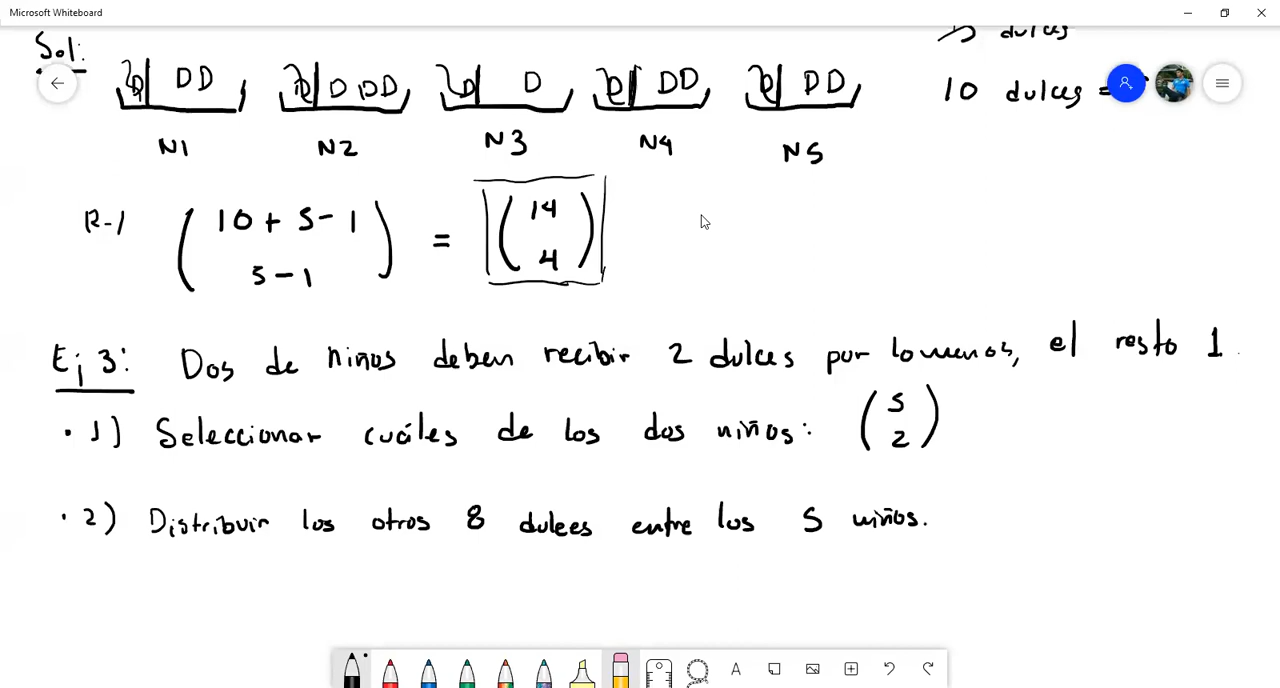 Microsoft Whiteboard
Sol:
dulces
DD D DD D DD DD
10 dulces =
N1 N2 N3 N4 N5
R-1 (10 + 5 - 1 / 5 - 1) = (14 / 4)
Ej 3: Dos de niños deben recibir 2 dulces por lo menos, el resto 1
· 1) Seleccionar cuáles de los dos niños: (5 / 2)
· 2) Distribuir los otros 8 dulces entre los 5 niños.
A